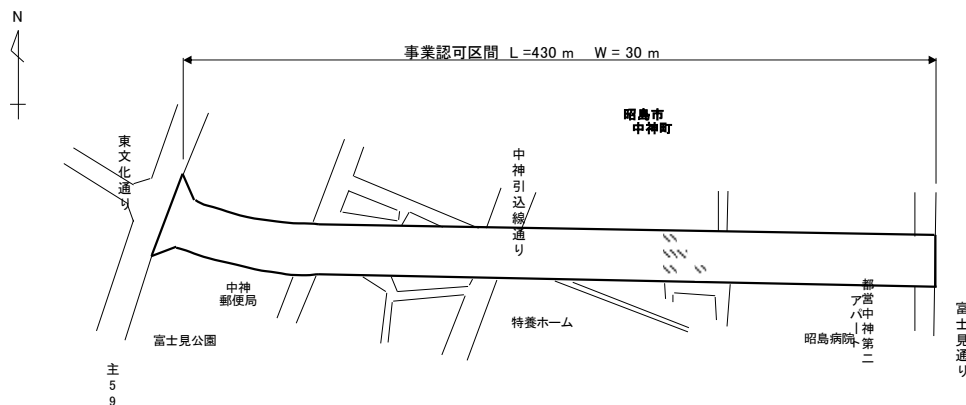 N
事業認可区間 L=430 m W = 30 m
昭島市
中神町
東文化通り
中神引込線通り
中神
郵便局
富士見公園
特養ホーム
昭島病院
都営中神第二
アパート
富士見通り
主59